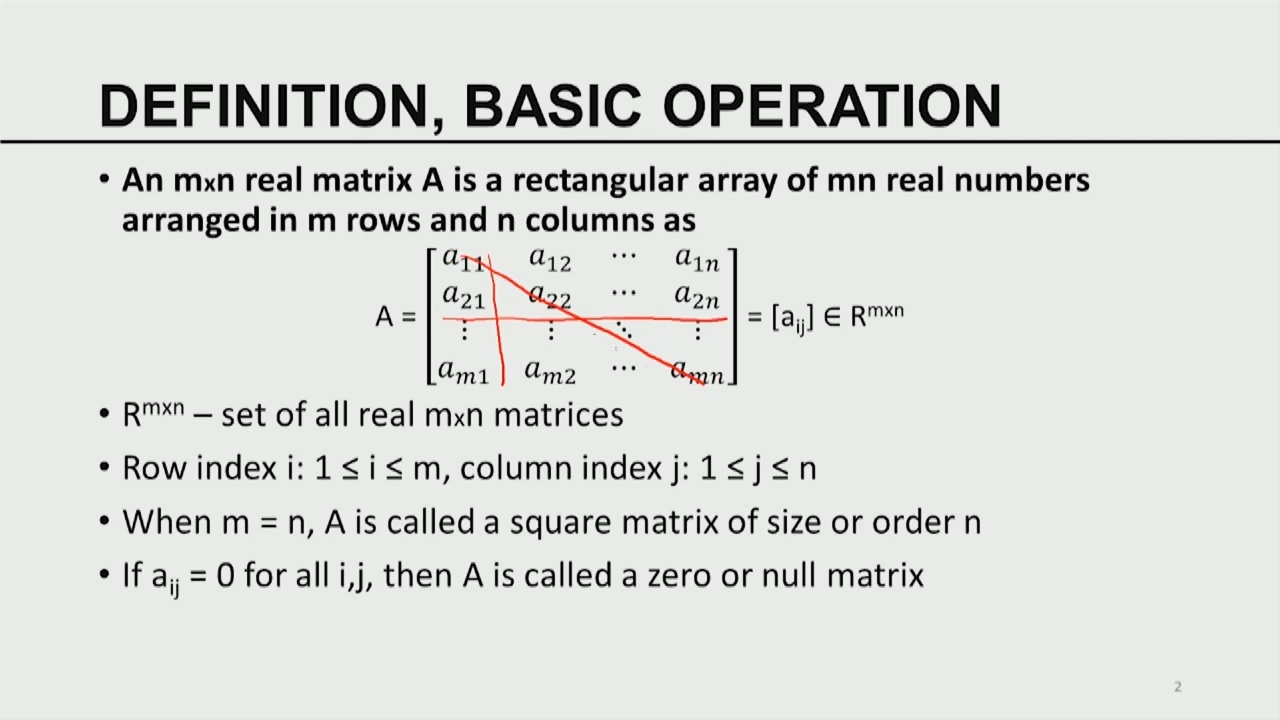 DEFINITION, BASIC OPERATION
• An mxn real matrix A is a rectangular array of mn real numbers
arranged in m rows and n columns as
A = [a₁₁ a₁₂ ⋯ a₁ₙ
a₂₁ a₂₂ ⋯ a₂ₙ
⋮ ⋮ ⋱ ⋮
aₘ₁ aₘ₂ ⋯ aₘₙ] = [aᵢⱼ] ∈ Rᵐˣⁿ
• Rᵐˣⁿ – set of all real mxn matrices
• Row index i: 1 ≤ i ≤ m, column index j: 1 ≤ j ≤ n
• When m = n, A is called a square matrix of size or order n
• If aᵢⱼ = 0 for all i,j, then A is called a zero or null matrix
2